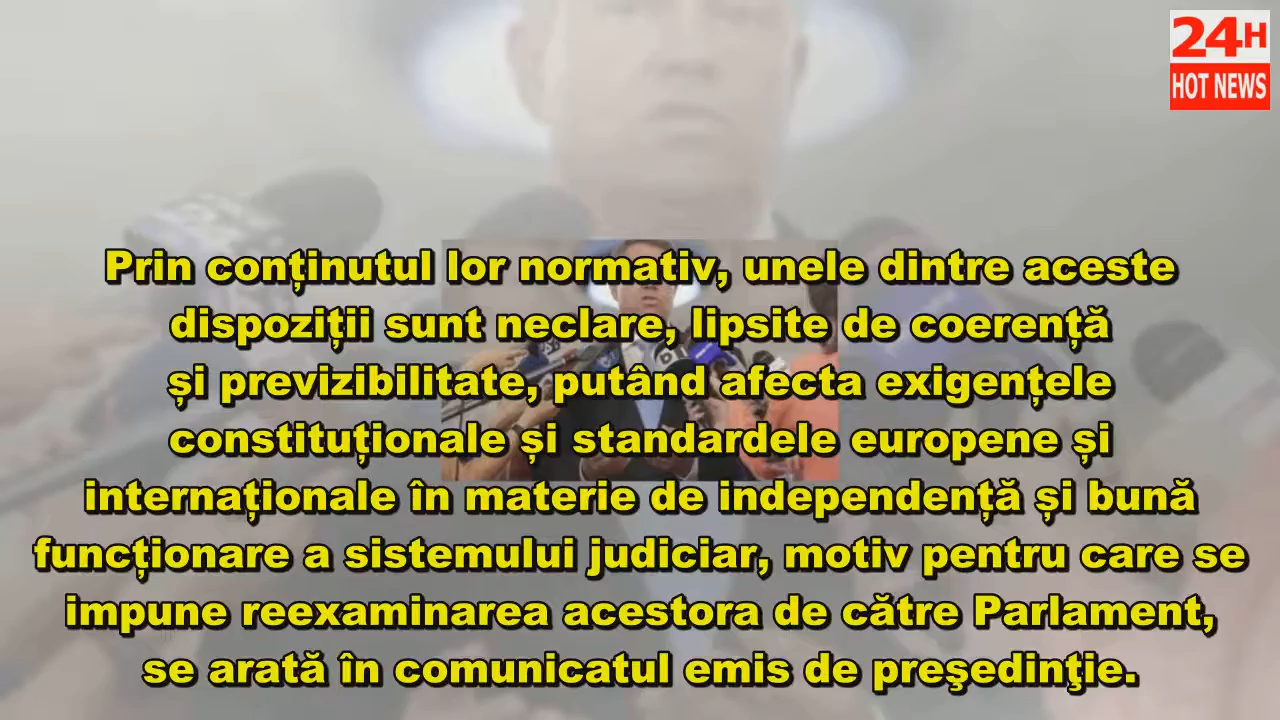 24H
HOT NEWS
Prin conținutul lor normativ, unele dintre aceste
dispoziții sunt neclare, lipsite de coerență
și previzibilitate, putând afecta exigențele
constituționale și standardele europene și
internaționale în materie de independență și bună
funcționare a sistemului judiciar, motiv pentru care se
impune reexaminarea acestora de către Parlament,
se arată în comunicatul emis de preşedinţie.